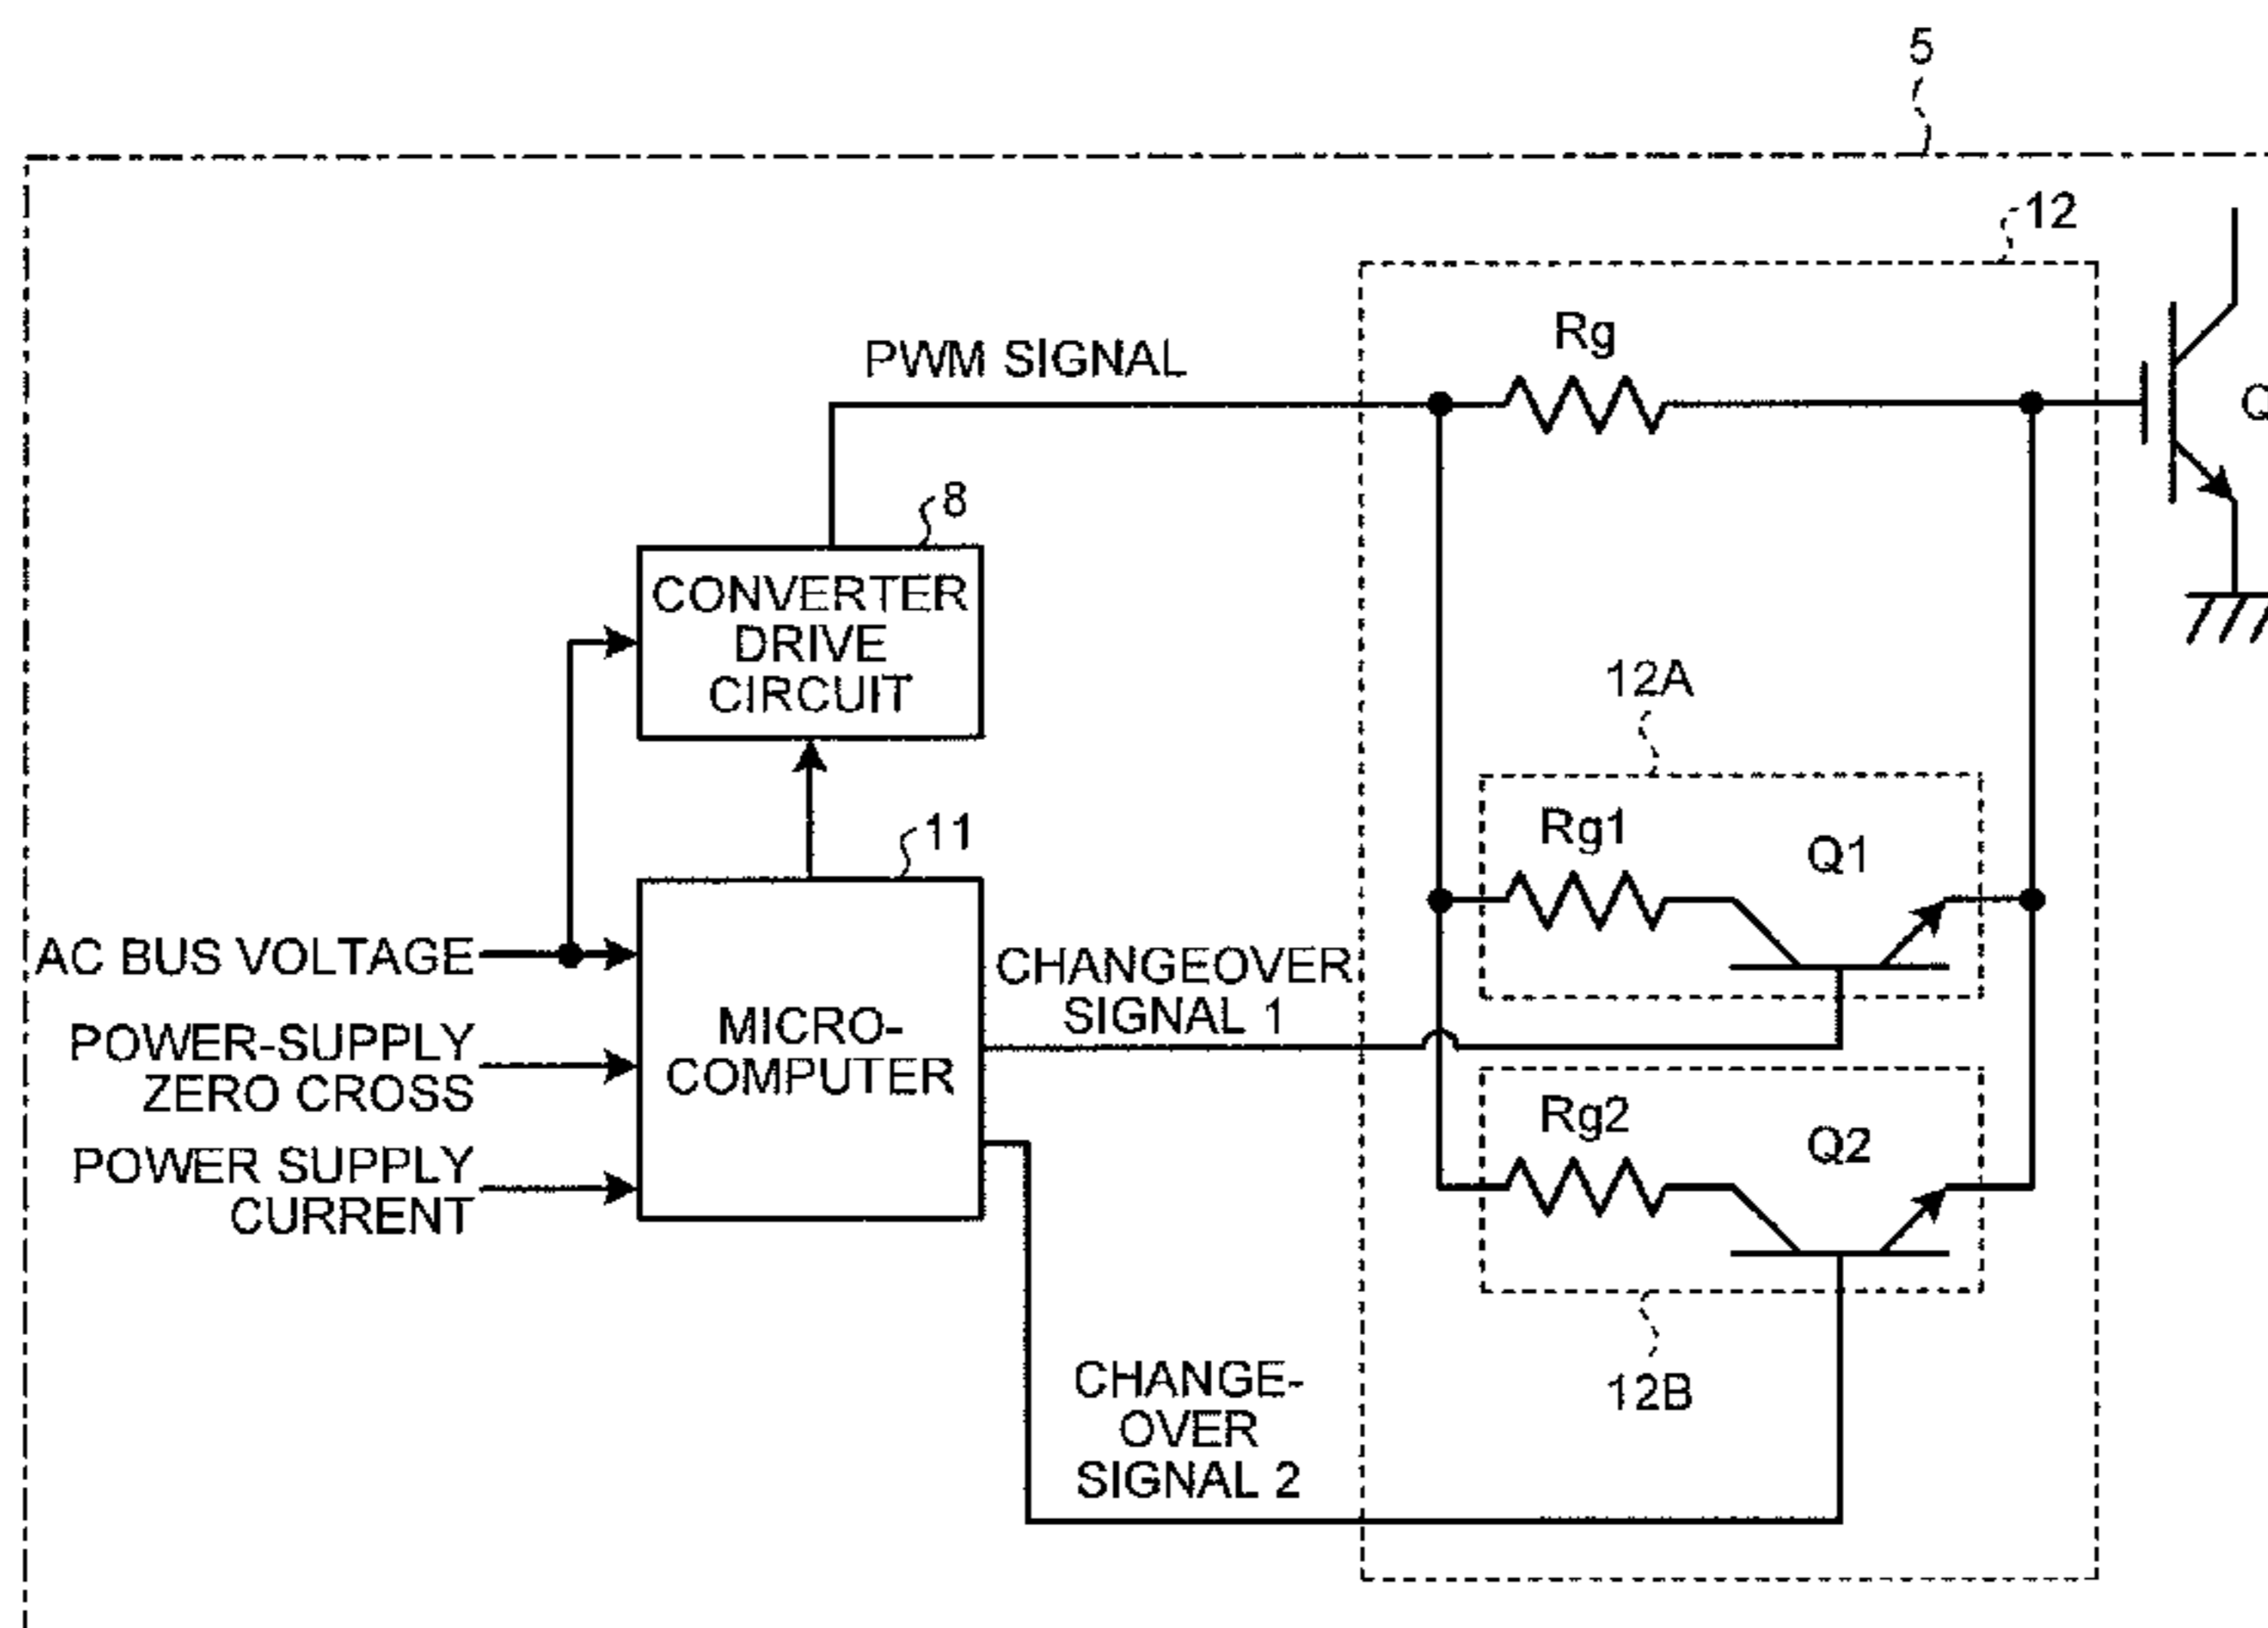 5
12
Rg
PWM SIGNAL
Q
8
CONVERTER
DRIVE
CIRCUIT
12A
Rg1
Q1
11
AC BUS VOLTAGE
CHANGEOVER
SIGNAL 1
MICRO-
COMPUTER
POWER-SUPPLY
ZERO CROSS
Rg2
Q2
POWER SUPPLY
CURRENT
12B
CHANGE-
OVER
SIGNAL 2